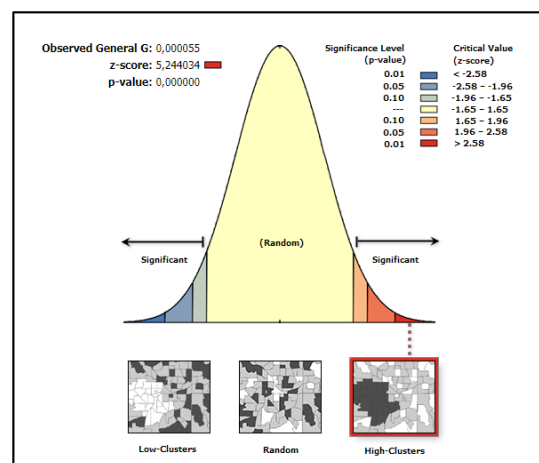 Observed General G: 0,000055
z-score: 5,244034
p-value: 0,000000
Significance Level
(p-value)
Critical Value
(z-score)
0.01 < -2.58
0.05 -2.58 – -1.96
0.10 -1.96 – -1.65
--- -1.65 – 1.65
0.10 1.65 – 1.96
0.05 1.96 – 2.58
0.01 > 2.58
(Random)
Significant
Significant
Low-Clusters
Random
High-Clusters